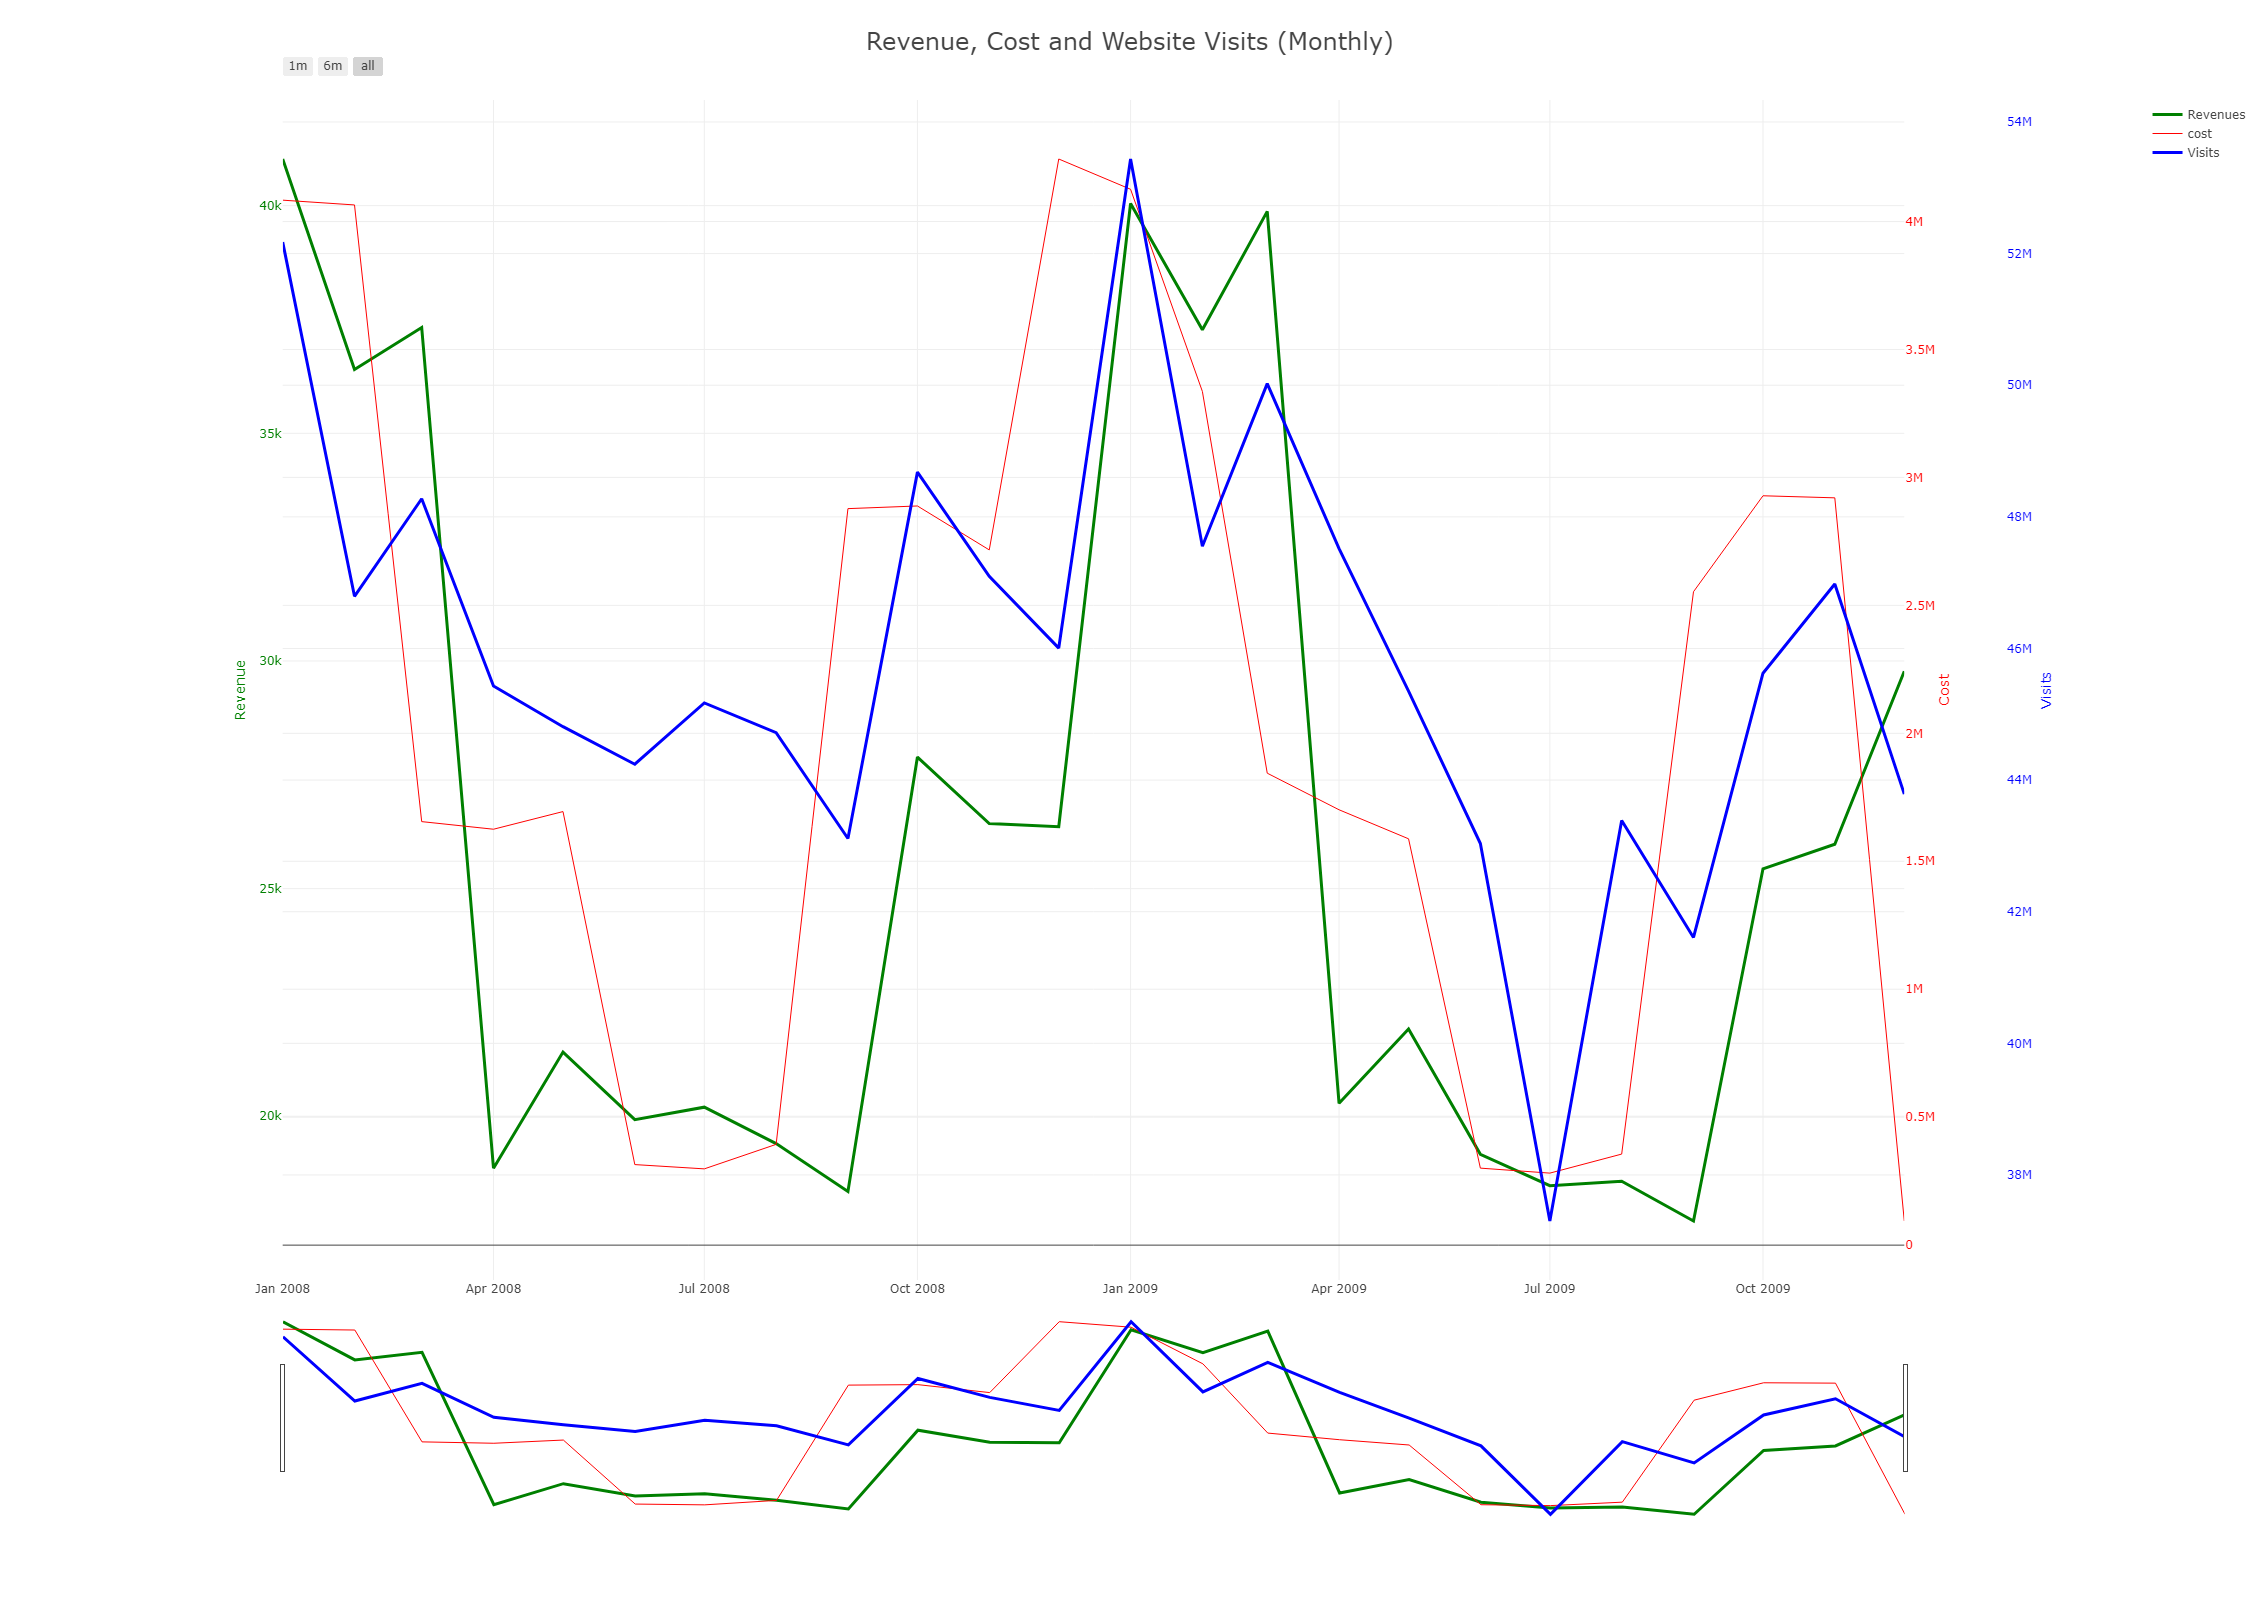 Revenue, Cost and Website Visits (Monthly)
1m 6m all
Revenues
cost
Visits
40k
35k
30k
25k
20k
Revenue
4M
3.5M
3M
2.5M
2M
1.5M
1M
0.5M
0
Cost
54M
52M
50M
48M
46M
44M
42M
40M
38M
Visits
Jan 2008 Apr 2008 Jul 2008 Oct 2008 Jan 2009 Apr 2009 Jul 2009 Oct 2009